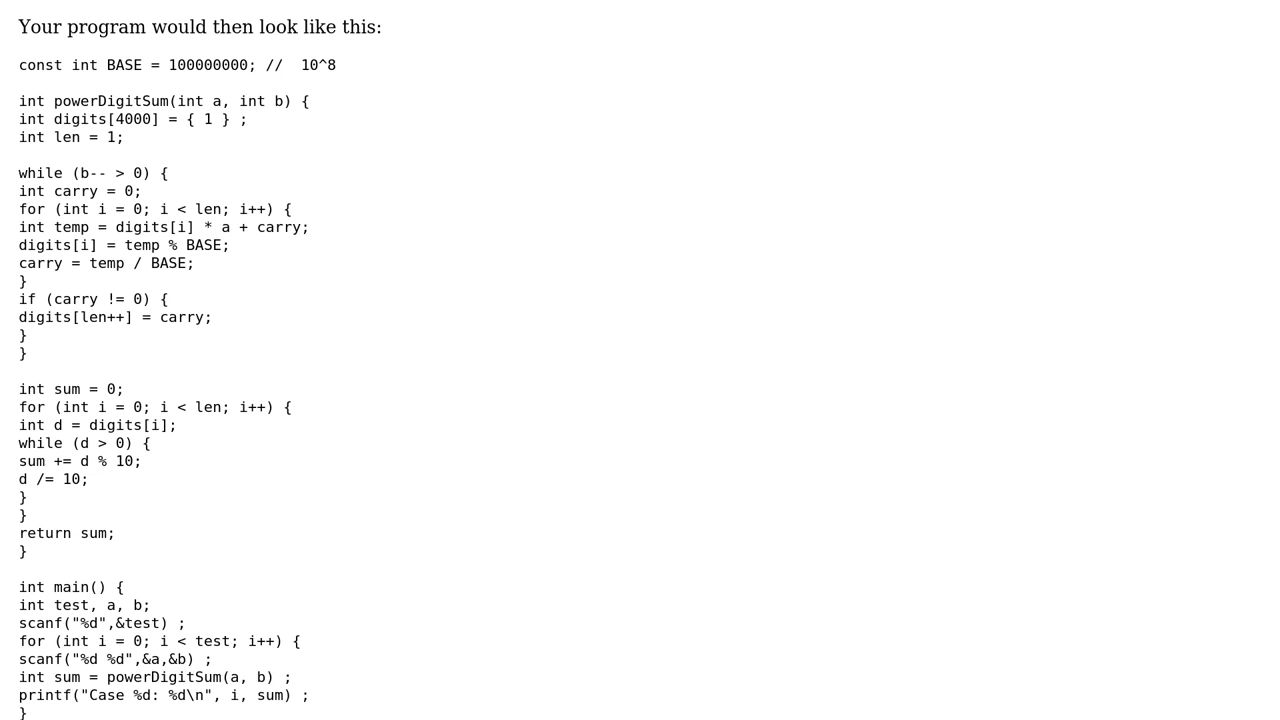 Your program would then look like this:
const int BASE = 100000000; //  10^8
int powerDigitSum(int a, int b) {
int digits[4000] = { 1 } ;
int len = 1;
while (b-- > 0) {
int carry = 0;
for (int i = 0; i < len; i++) {
int temp = digits[i] * a + carry;
digits[i] = temp % BASE;
carry = temp / BASE;
}
if (carry != 0) {
digits[len++] = carry;
}
}
int sum = 0;
for (int i = 0; i < len; i++) {
int d = digits[i];
while (d > 0) {
sum += d % 10;
d /= 10;
}
}
return sum;
}
int main() {
int test, a, b;
scanf("%d",&test) ;
for (int i = 0; i < test; i++) {
scanf("%d %d",&a,&b) ;
int sum = powerDigitSum(a, b) ;
printf("Case %d: %d\n", i, sum) ;
}